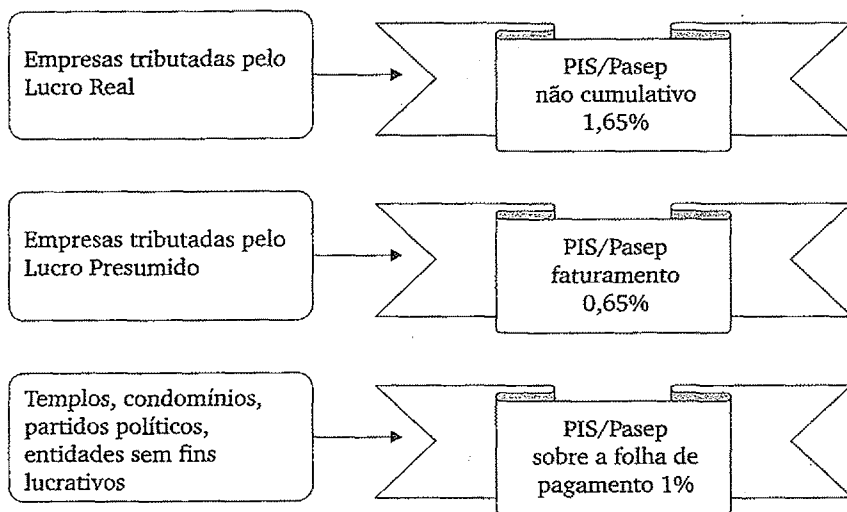 Empresas tributadas pelo
Lucro Real
PIS/Pasep
não cumulativo
1,65%
Empresas tributadas pelo
Lucro Presumido
PIS/Pasep
faturamento
0,65%
Templos, condomínios,
partidos políticos,
entidades sem fins
lucrativos
PIS/Pasep
sobre a folha de
pagamento 1%